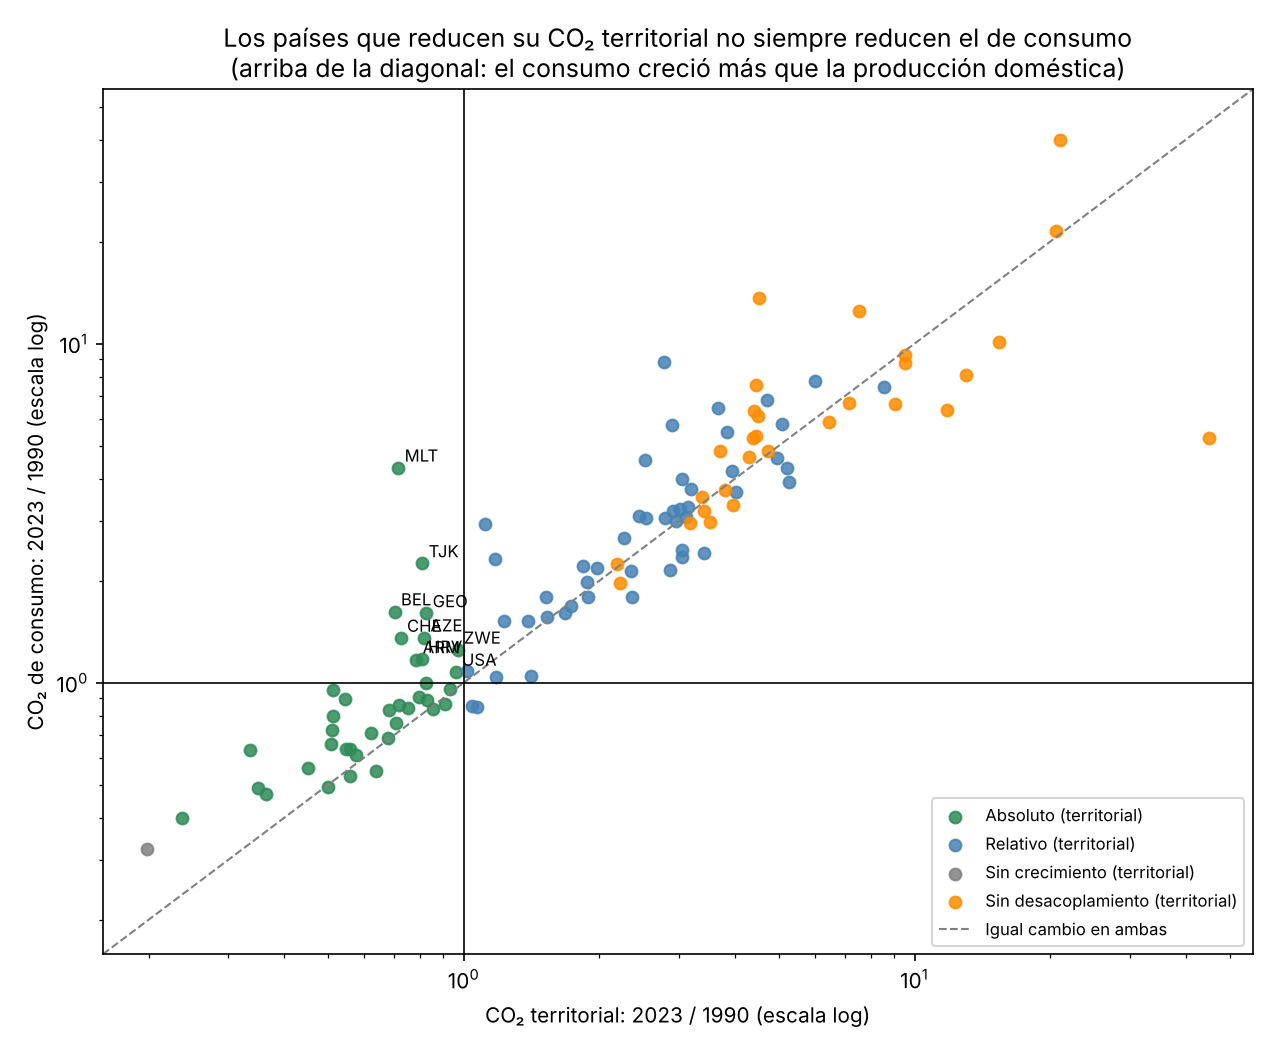 Los países que reducen su CO₂ territorial no siempre reducen el de consumo
(arriba de la diagonal: el consumo creció más que la producción doméstica)
CO₂ de consumo: 2023 / 1990 (escala log)
10¹
10⁰
MLT
TJK
BEL GEO
CHE AZE
ZWE
USA
Absoluto (territorial)
Relativo (territorial)
Sin crecimiento (territorial)
Sin desacoplamiento (territorial)
Igual cambio en ambas
10⁰ 10¹
CO₂ territorial: 2023 / 1990 (escala log)